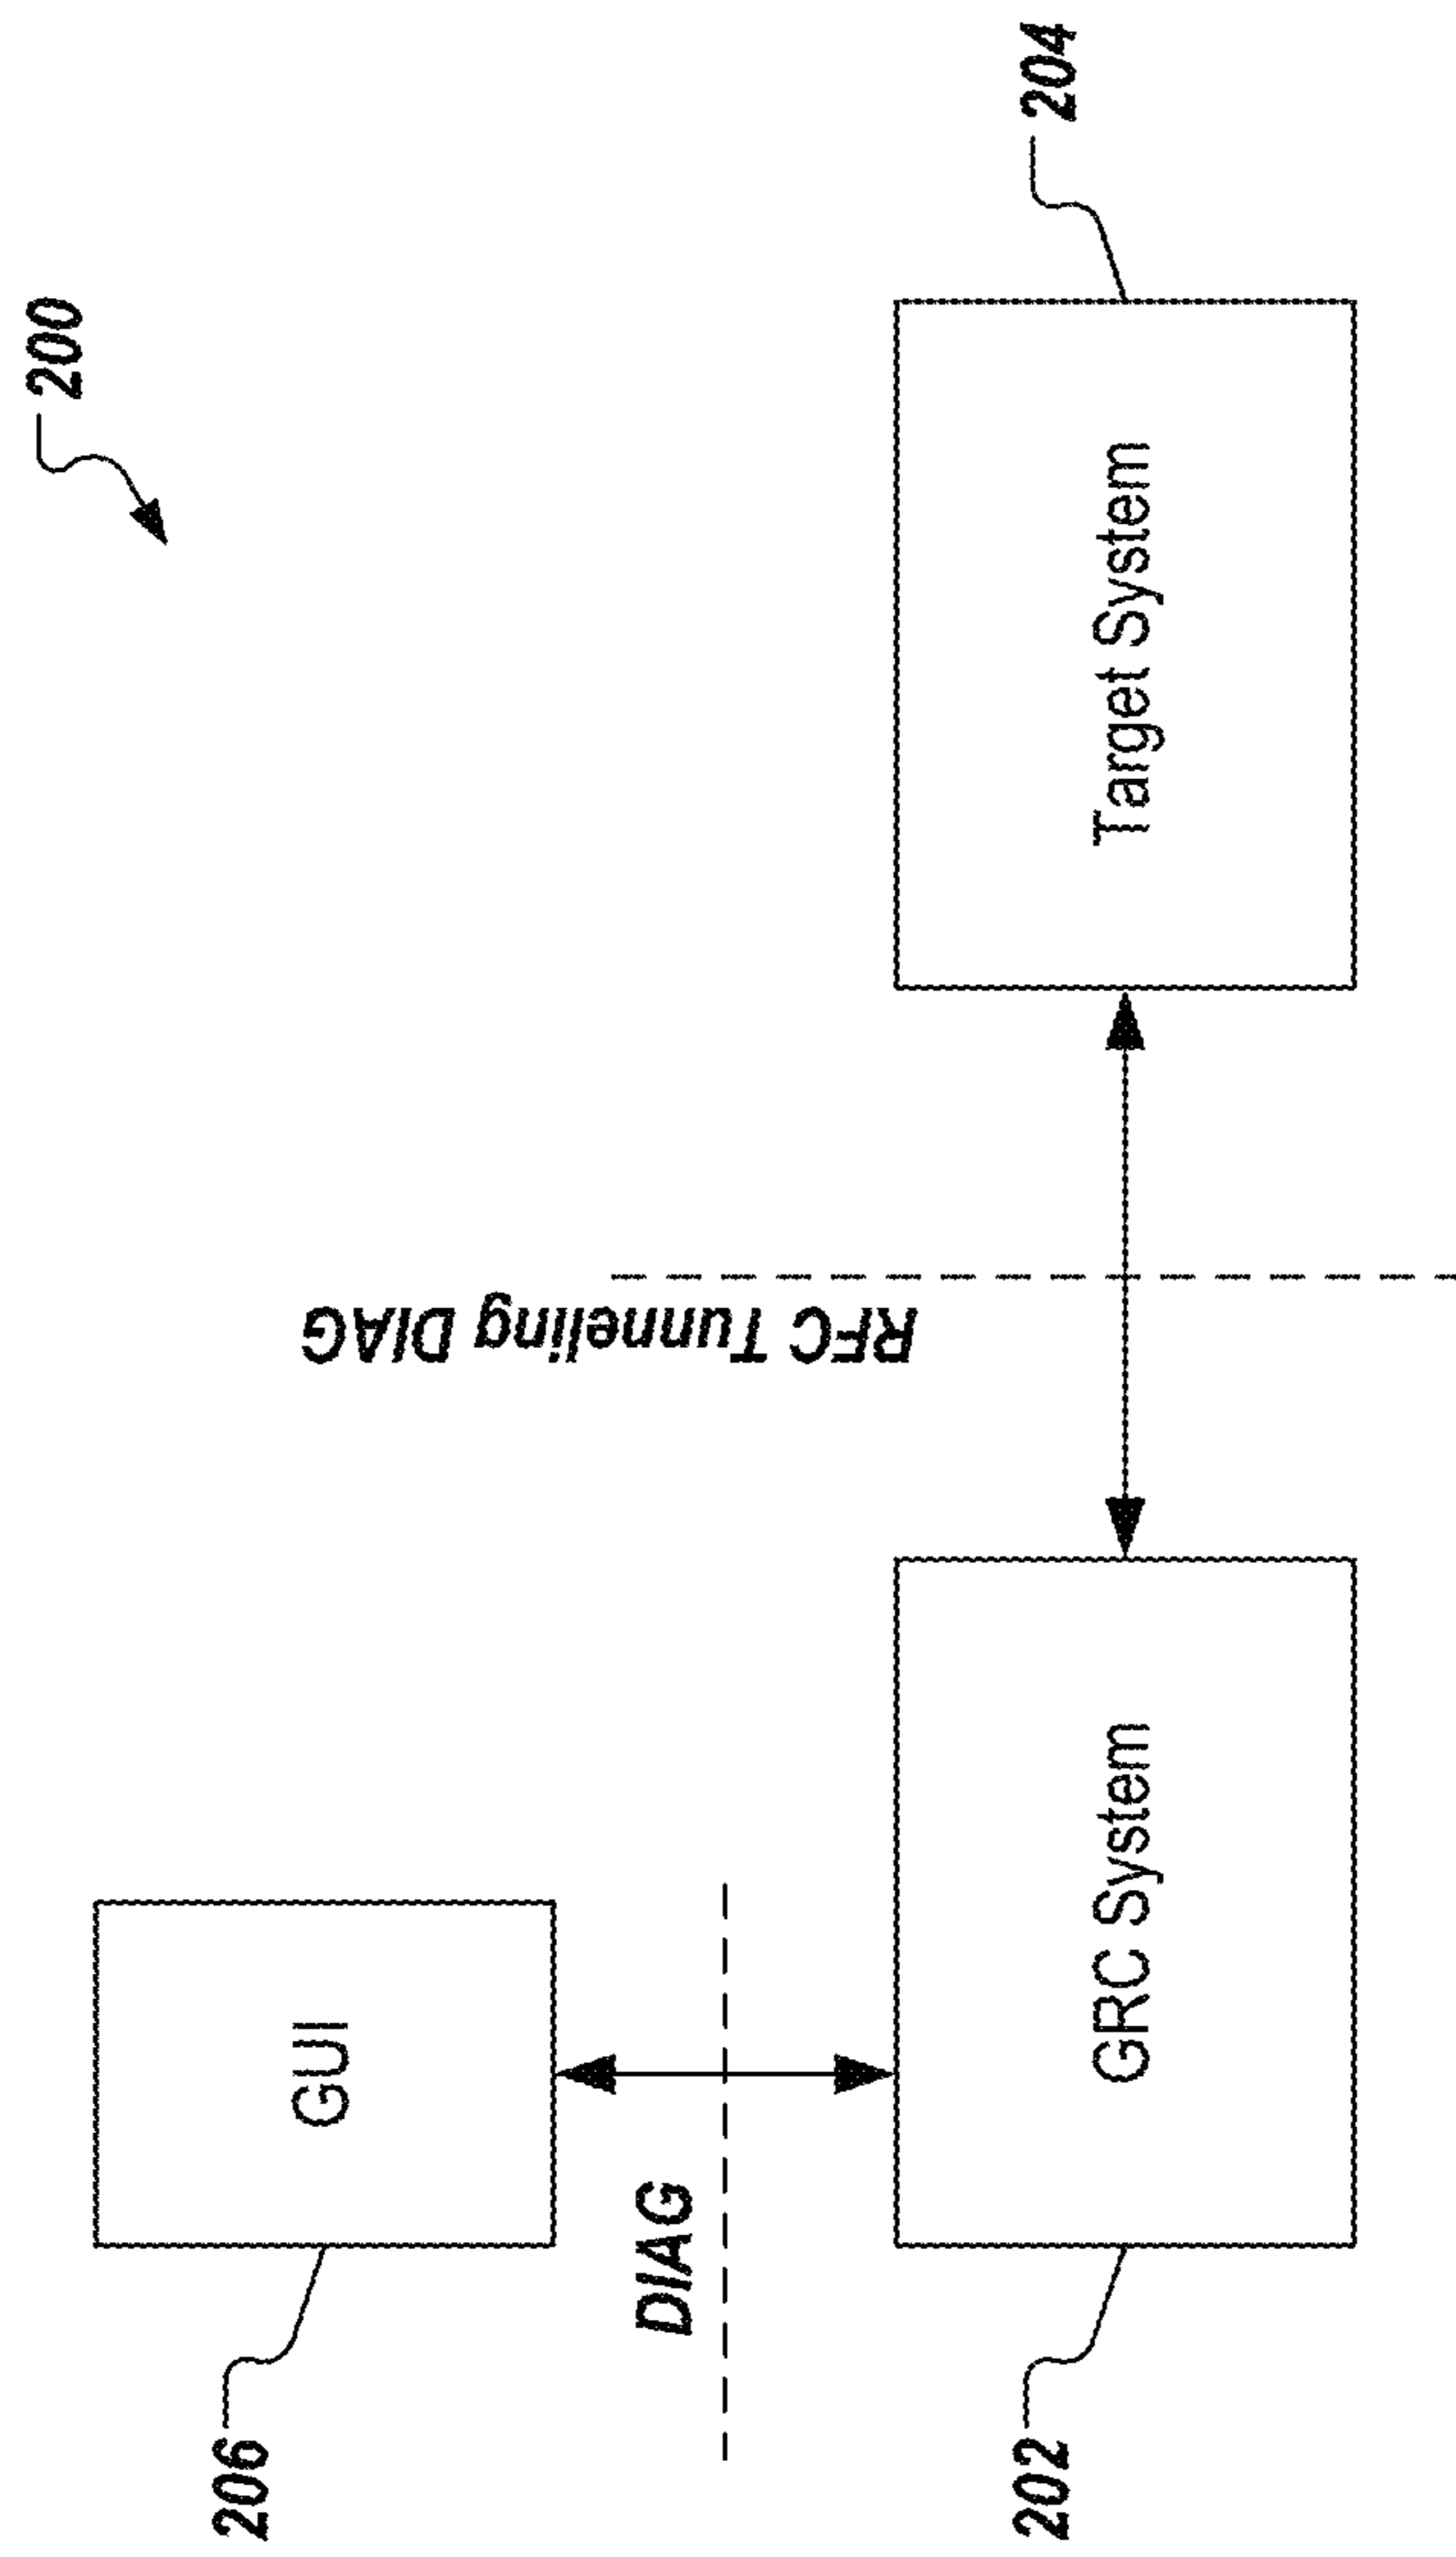 200
206
GUI
DIAG
RFC Tunneling DIAG
204
202
GRC System
Target System